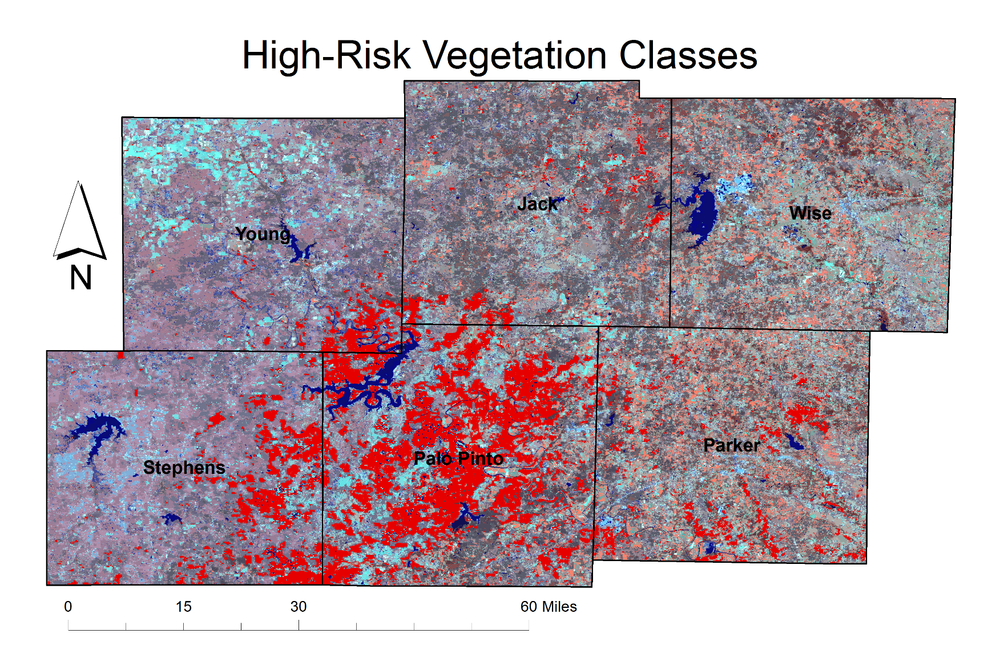 High-Risk Vegetation Classes
Jack
Wise
Young
N
Parker
Palo Pinto
Stephens
0 15 30 60 Miles